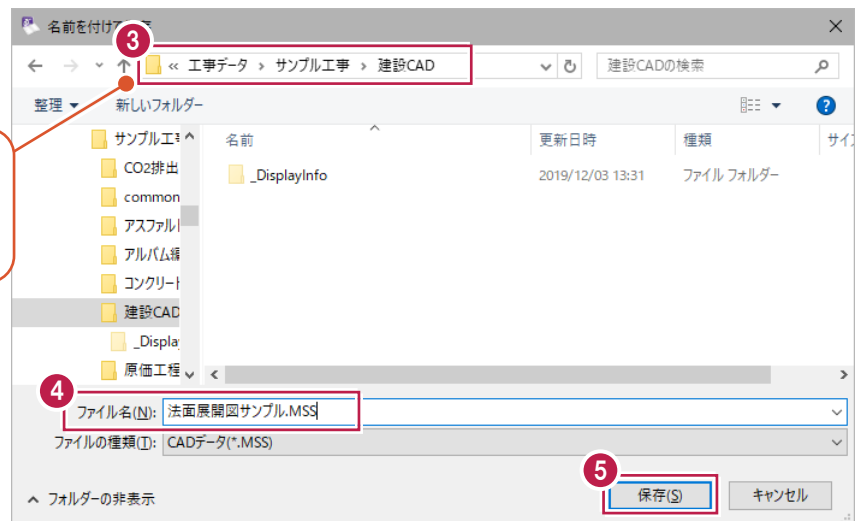 名前を付けて保存
3
« 工事データ › サンプル工事 › 建設CAD
建設CADの検索
整理 新しいフォルダー
名前 更新日時 種類 サイ
サンプル工事
_DisplayInfo 2019/12/03 13:31 ファイル フォルダー
CO2排出
common
アスファル
アルバム編
コンクリート
建設CAD
_Displa
原価工程
4
ファイル名(N): 法面展開図サンプル.MSS
ファイルの種類(T): CADデータ(*.MSS)
5
フォルダーの非表示 保存(S) キャンセル